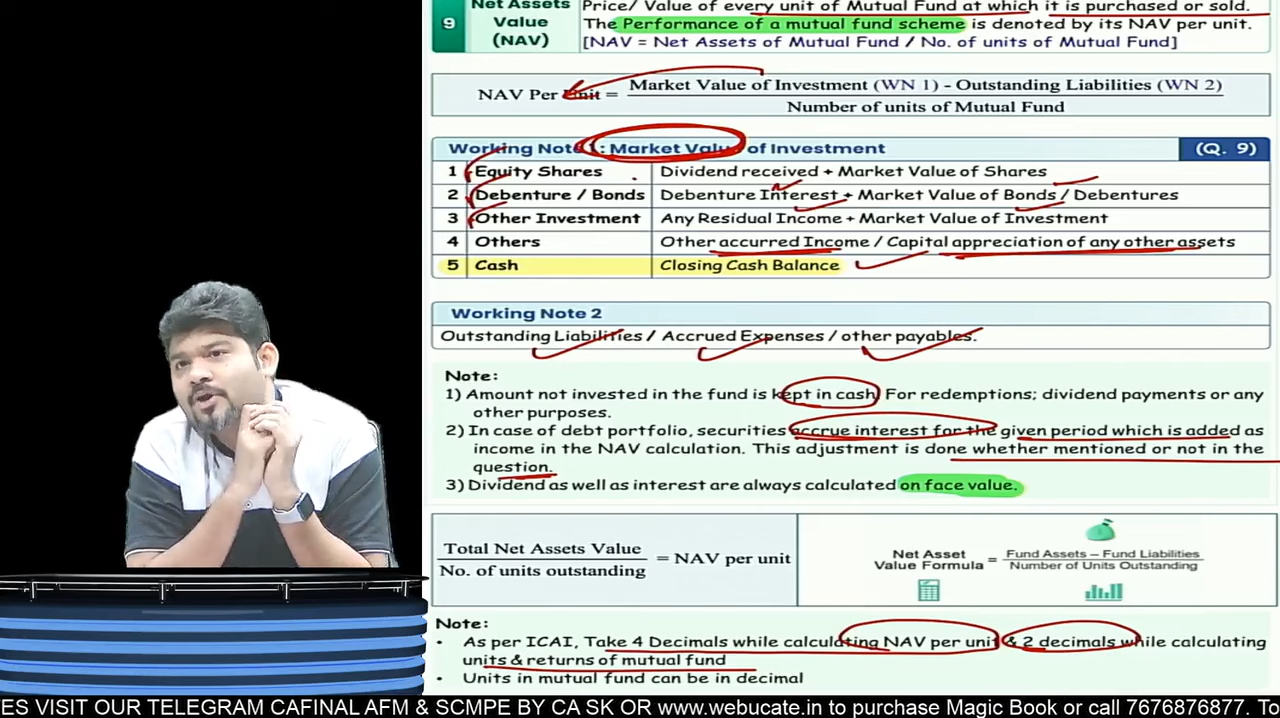 9
Net Assets Value (NAV)
Price/ Value of every unit of Mutual Fund at which it is purchased or sold.
The Performance of a mutual fund scheme is denoted by its NAV per unit.
[NAV = Net Assets of Mutual Fund / No. of units of Mutual Fund]
NAV Per Unit = Market Value of Investment (WN 1) - Outstanding Liabilities (WN 2)
Number of units of Mutual Fund
Working Note 1: Market Value of Investment (Q. 9)
1 Equity Shares Dividend received + Market Value of Shares
2 Debenture / Bonds Debenture Interest + Market Value of Bonds / Debentures
3 Other Investment Any Residual Income + Market Value of Investment
4 Others Other accurred Income / Capital appreciation of any other assets
5 Cash Closing Cash Balance
Working Note 2
Outstanding Liabilities / Accrued Expenses / other payables.
Note:
1) Amount not invested in the fund is kept in cash. For redemptions; dividend payments or any
other purposes.
2) In case of debt portfolio, securities accrue interest for the given period which is added as
income in the NAV calculation. This adjustment is done whether mentioned or not in the
question.
3) Dividend as well as interest are always calculated on face value.
Total Net Assets Value
No. of units outstanding
= NAV per unit
Net Asset
Value Formula = Fund Assets – Fund Liabilities
Number of Units Outstanding
Note:
• As per ICAI, Take 4 Decimals while calculating NAV per unit & 2 decimals while calculating
units & returns of mutual fund
• Units in mutual fund can be in decimal
ES VISIT OUR TELEGRAM CAFINAL AFM & SCMPE BY CA SK OR www.webucate.in to purchase Magic Book or call 7676876877. To